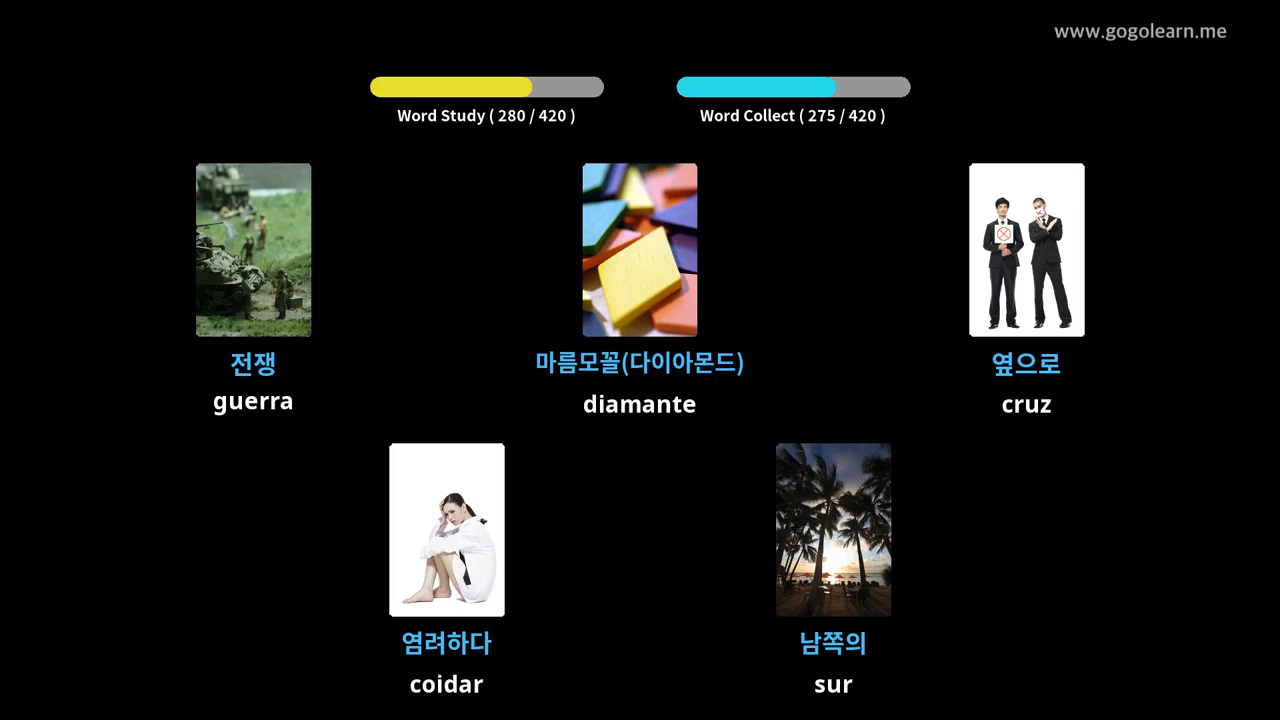 www.gogolearn.me
Word Study ( 280 / 420 )
Word Collect ( 275 / 420 )
전쟁
guerra
마름모꼴(다이아몬드)
diamante
옆으로
cruz
염려하다
coidar
남쪽의
sur